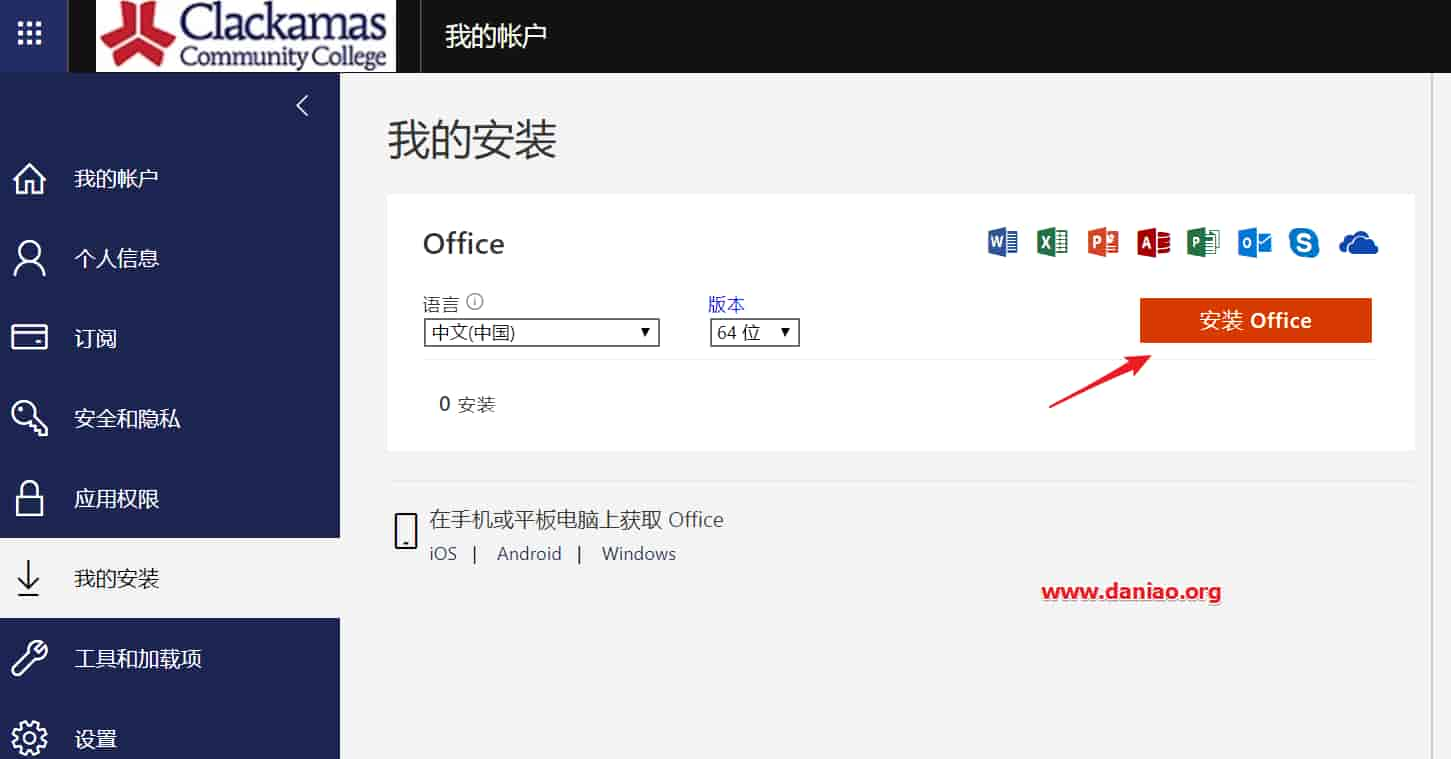 Clackamas
Community College
我的帐户
我的帐户
个人信息
订阅
安全和隐私
应用权限
我的安装
工具和加载项
设置
我的安装
Office
W X P A P O S
语言
中文(中国)
版本
64 位
安装 Office
0 安装
在手机或平板电脑上获取 Office
iOS | Android | Windows
www.daniao.org